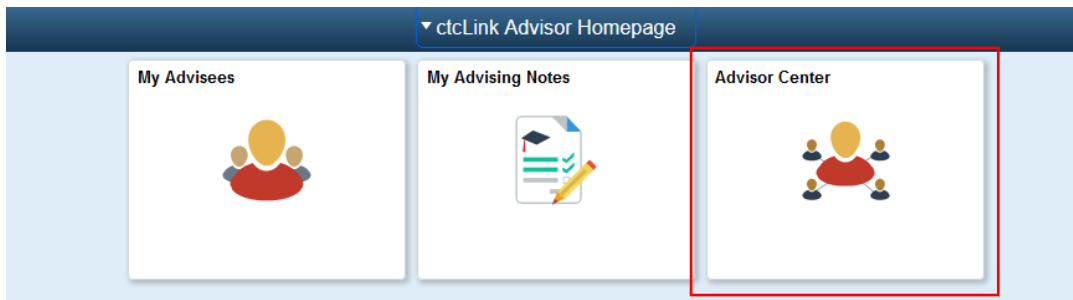 ctcLink Advisor Homepage
My Advisees
My Advising Notes
Advisor Center